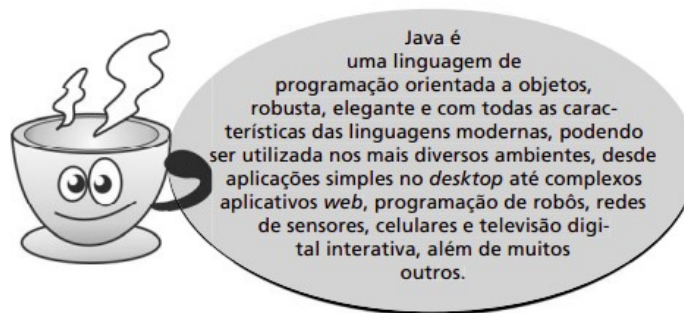 Java é
uma linguagem de
programação orientada a objetos,
robusta, elegante e com todas as carac-
terísticas das linguagens modernas, podendo
ser utilizada nos mais diversos ambientes, desde
aplicações simples no desktop até complexos
aplicativos web, programação de robôs, redes
de sensores, celulares e televisão digi-
tal interativa, além de muitos
outros.